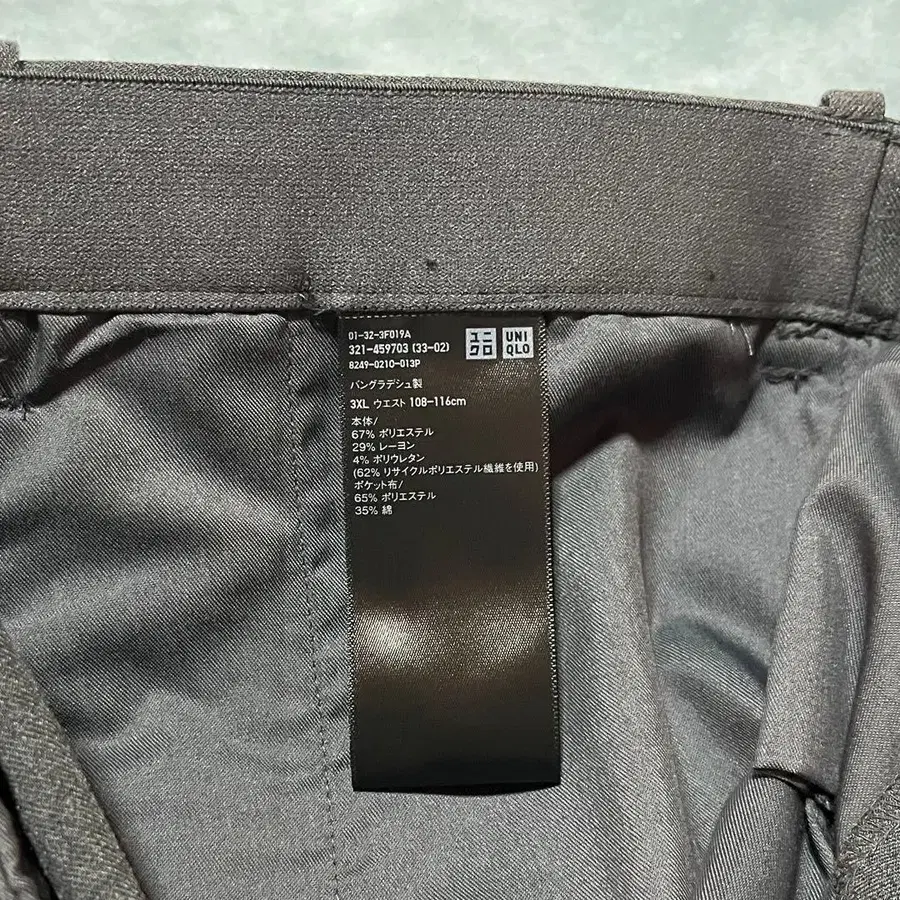 01-32-3F019A
321-459703 (33-02)
8249-0210-013P
ユニクロ
UNIQLO
バングラデシュ製
3XL ウエスト 108-116cm
本体/
67% ポリエステル
29% レーヨン
4% ポリウレタン
(62% リサイクルポリエステル繊維を使用)
ポケット布/
65% ポリエステル
35% 綿